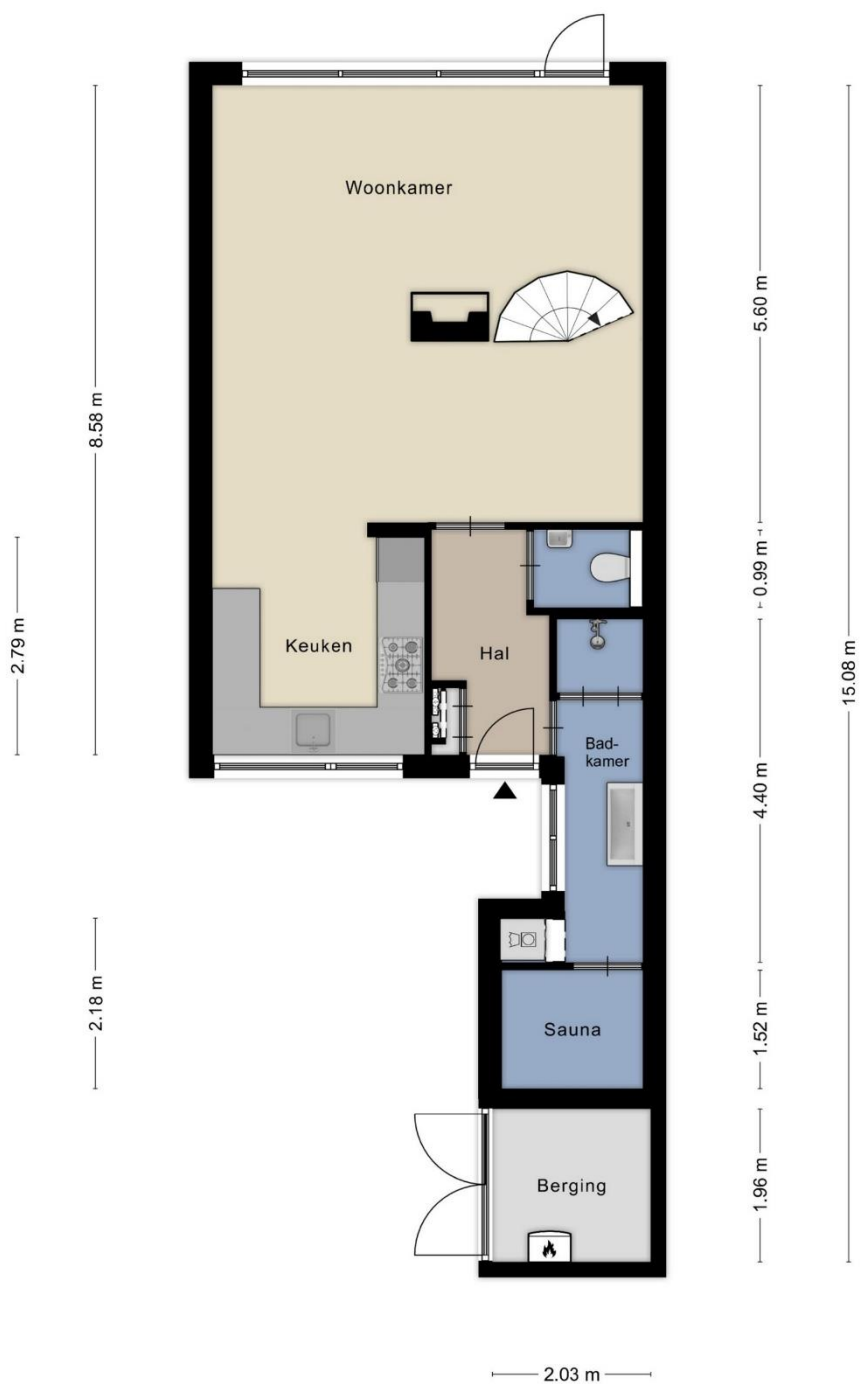 Woonkamer
5.60 m
8.58 m
0.99 m
2.79 m
Keuken
Hal
15.08 m
Bad-
kamer
4.40 m
2.18 m
Sauna
1.52 m
Berging
1.96 m
2.03 m